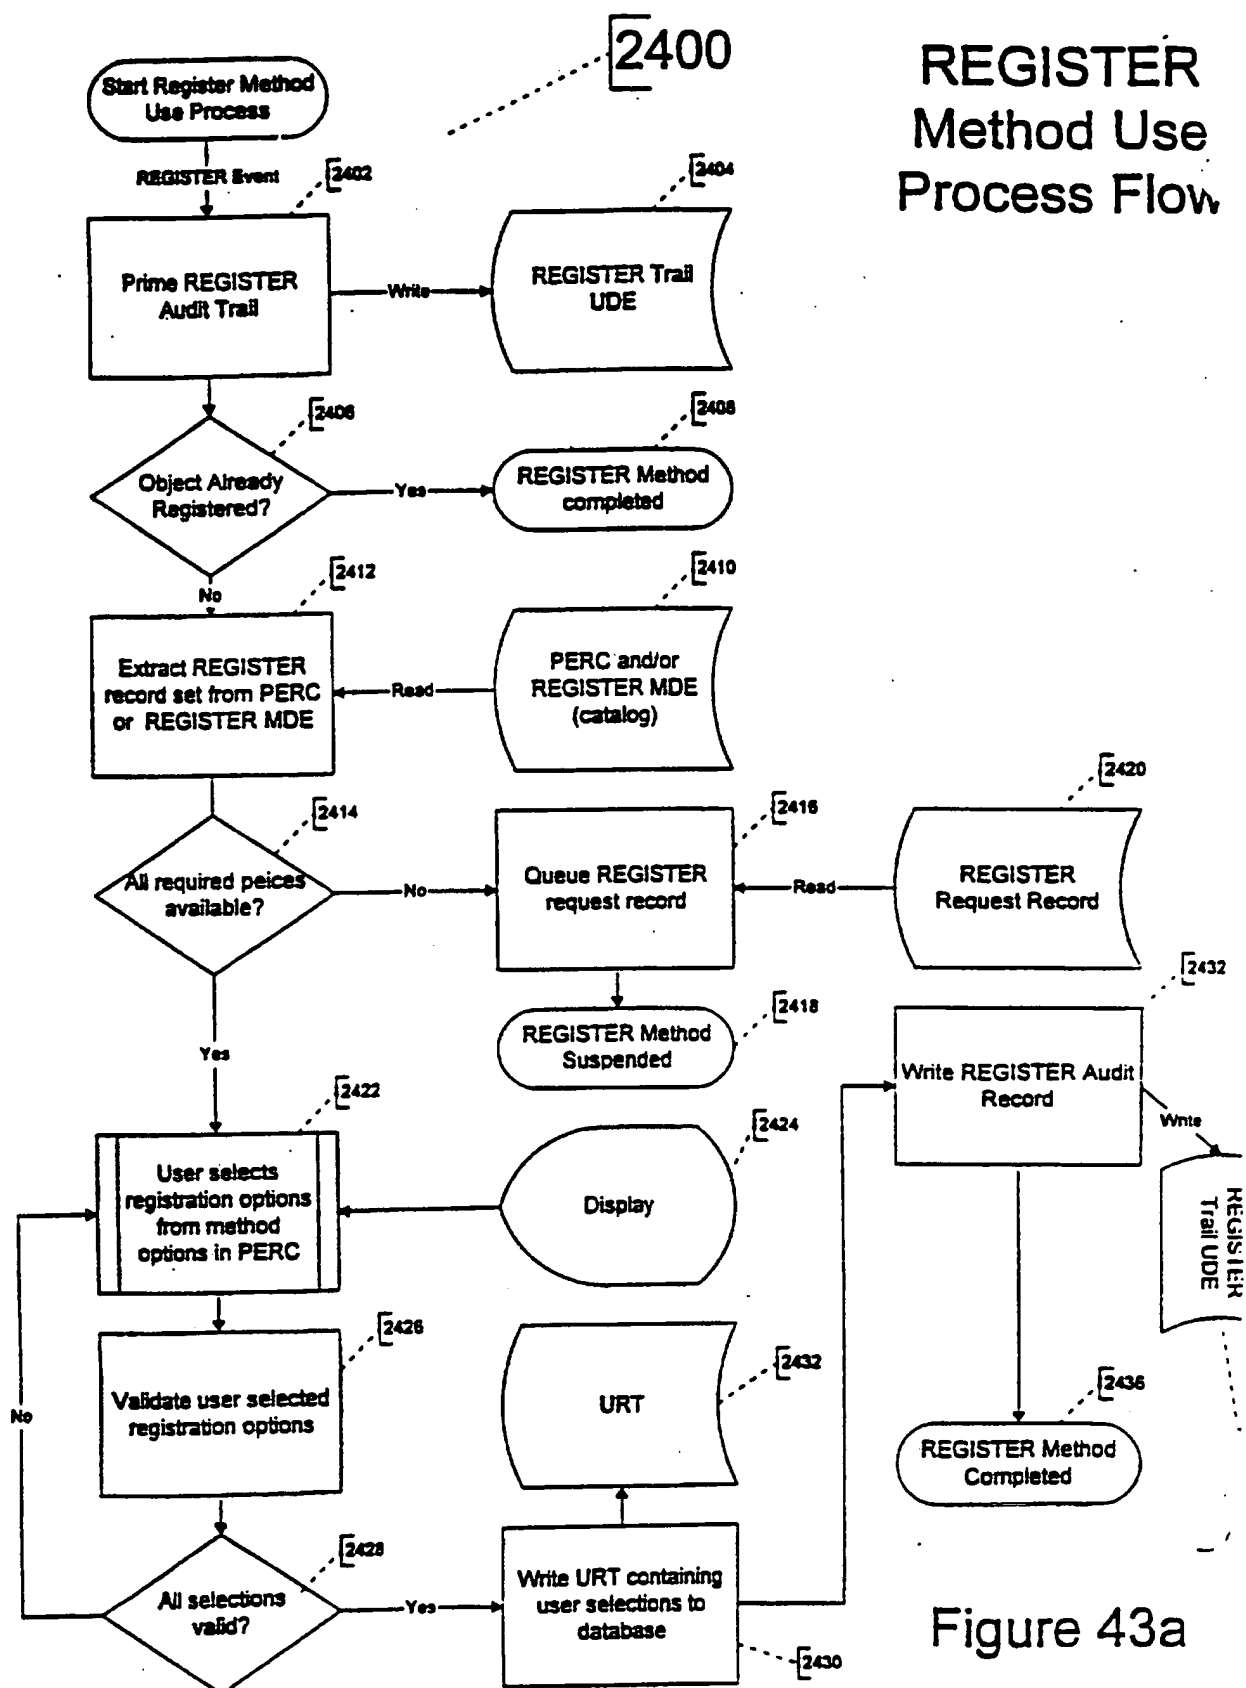 2400
REGISTER
Method Use
Process Flow
Start Register Method
Use Process
REGISTER Event
2402
2404
Prime REGISTER
Audit Trail
Write
REGISTER Trail
UDE
2406
2408
Object Already
Registered?
Yes
REGISTER Method
completed
No
2412
2410
Extract REGISTER
record set from PERC
or REGISTER MDE
Read
PERC and/or
REGISTER MDE
(catalog)
2414
2416
2420
All required peices
available?
No
Queue REGISTER
request record
Read
REGISTER
Request Record
Yes
REGISTER Method
Suspended
2418
2432
Write REGISTER Audit
Record
Write
REGISTER
Trail UDE
2422
2424
User selects
registration options
from method
options in PERC
Display
2426
2432
Validate user selected
registration options
URT
No
2436
REGISTER Method
Completed
2428
All selections
valid?
Yes
Write URT containing
user selections to
database
2430
Figure 43a